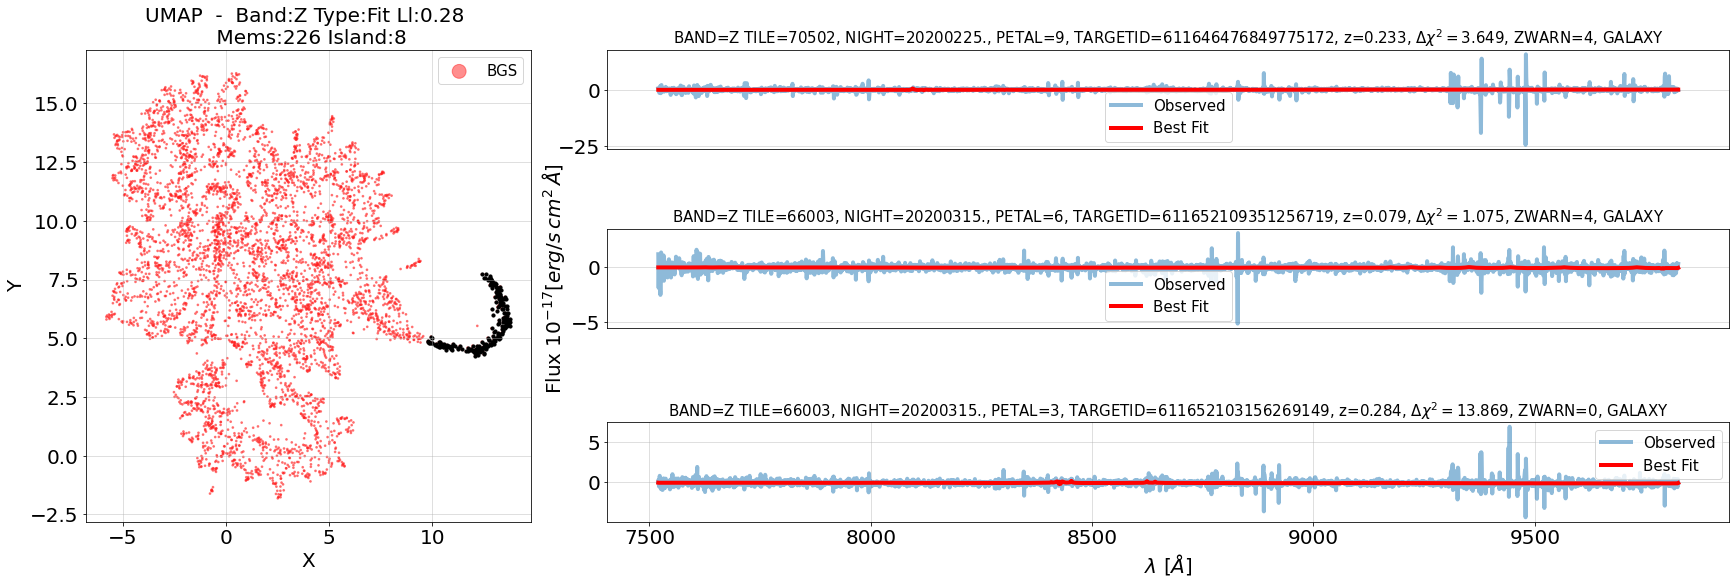 UMAP  -  Band:Z Type:Fit Ll:0.28
Mems:226 Island:8
BGS
15.0
12.5
10.0
7.5
5.0
2.5
0.0
−2.5
Y
−5
0
5
10
X
Flux 10⁻¹⁷[erg/s cm² Å]
BAND=Z TILE=70502, NIGHT=20200225., PETAL=9, TARGETID=611646476849775172, z=0.233, Δχ² = 3.649, ZWARN=4, GALAXY
0
−25
Observed
Best Fit
BAND=Z TILE=66003, NIGHT=20200315., PETAL=6, TARGETID=611652109351256719, z=0.079, Δχ² = 1.075, ZWARN=4, GALAXY
0
−5
Observed
Best Fit
BAND=Z TILE=66003, NIGHT=20200315., PETAL=3, TARGETID=611652103156269149, z=0.284, Δχ² = 13.869, ZWARN=0, GALAXY
5
0
Observed
Best Fit
7500
8000
8500
9000
9500
λ [Å]